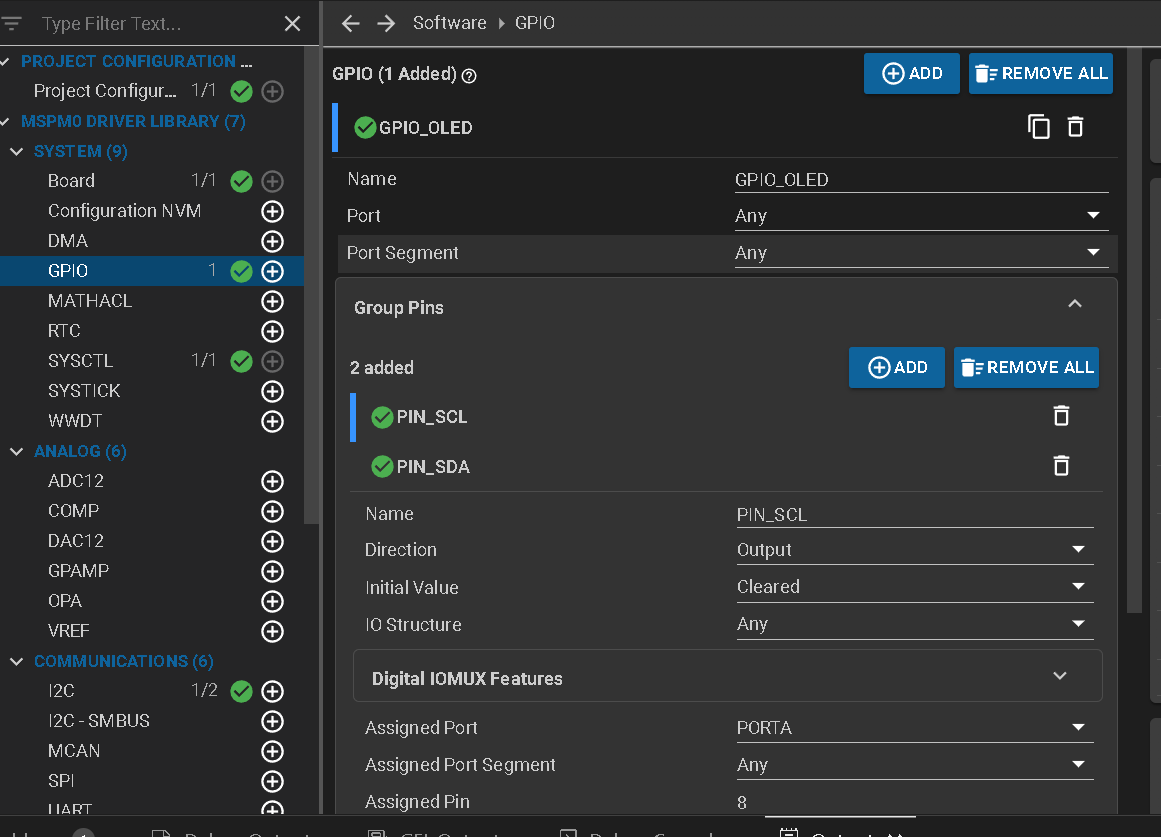 Type Filter Text...
PROJECT CONFIGURATION ...
Project Configur... 1/1
MSPM0 DRIVER LIBRARY (7)
SYSTEM (9)
Board 1/1
Configuration NVM
DMA
GPIO 1
MATHACL
RTC
SYSCTL 1/1
SYSTICK
WWDT
ANALOG (6)
ADC12
COMP
DAC12
GPAMP
OPA
VREF
COMMUNICATIONS (6)
I2C 1/2
I2C - SMBUS
MCAN
SPI
UART
Software GPIO
GPIO (1 Added)
ADD REMOVE ALL
GPIO_OLED
Name GPIO_OLED
Port Any
Port Segment Any
Group Pins
2 added ADD REMOVE ALL
PIN_SCL
PIN_SDA
Name PIN_SCL
Direction Output
Initial Value Cleared
IO Structure Any
Digital IOMUX Features
Assigned Port PORTA
Assigned Port Segment Any
Assigned Pin 8